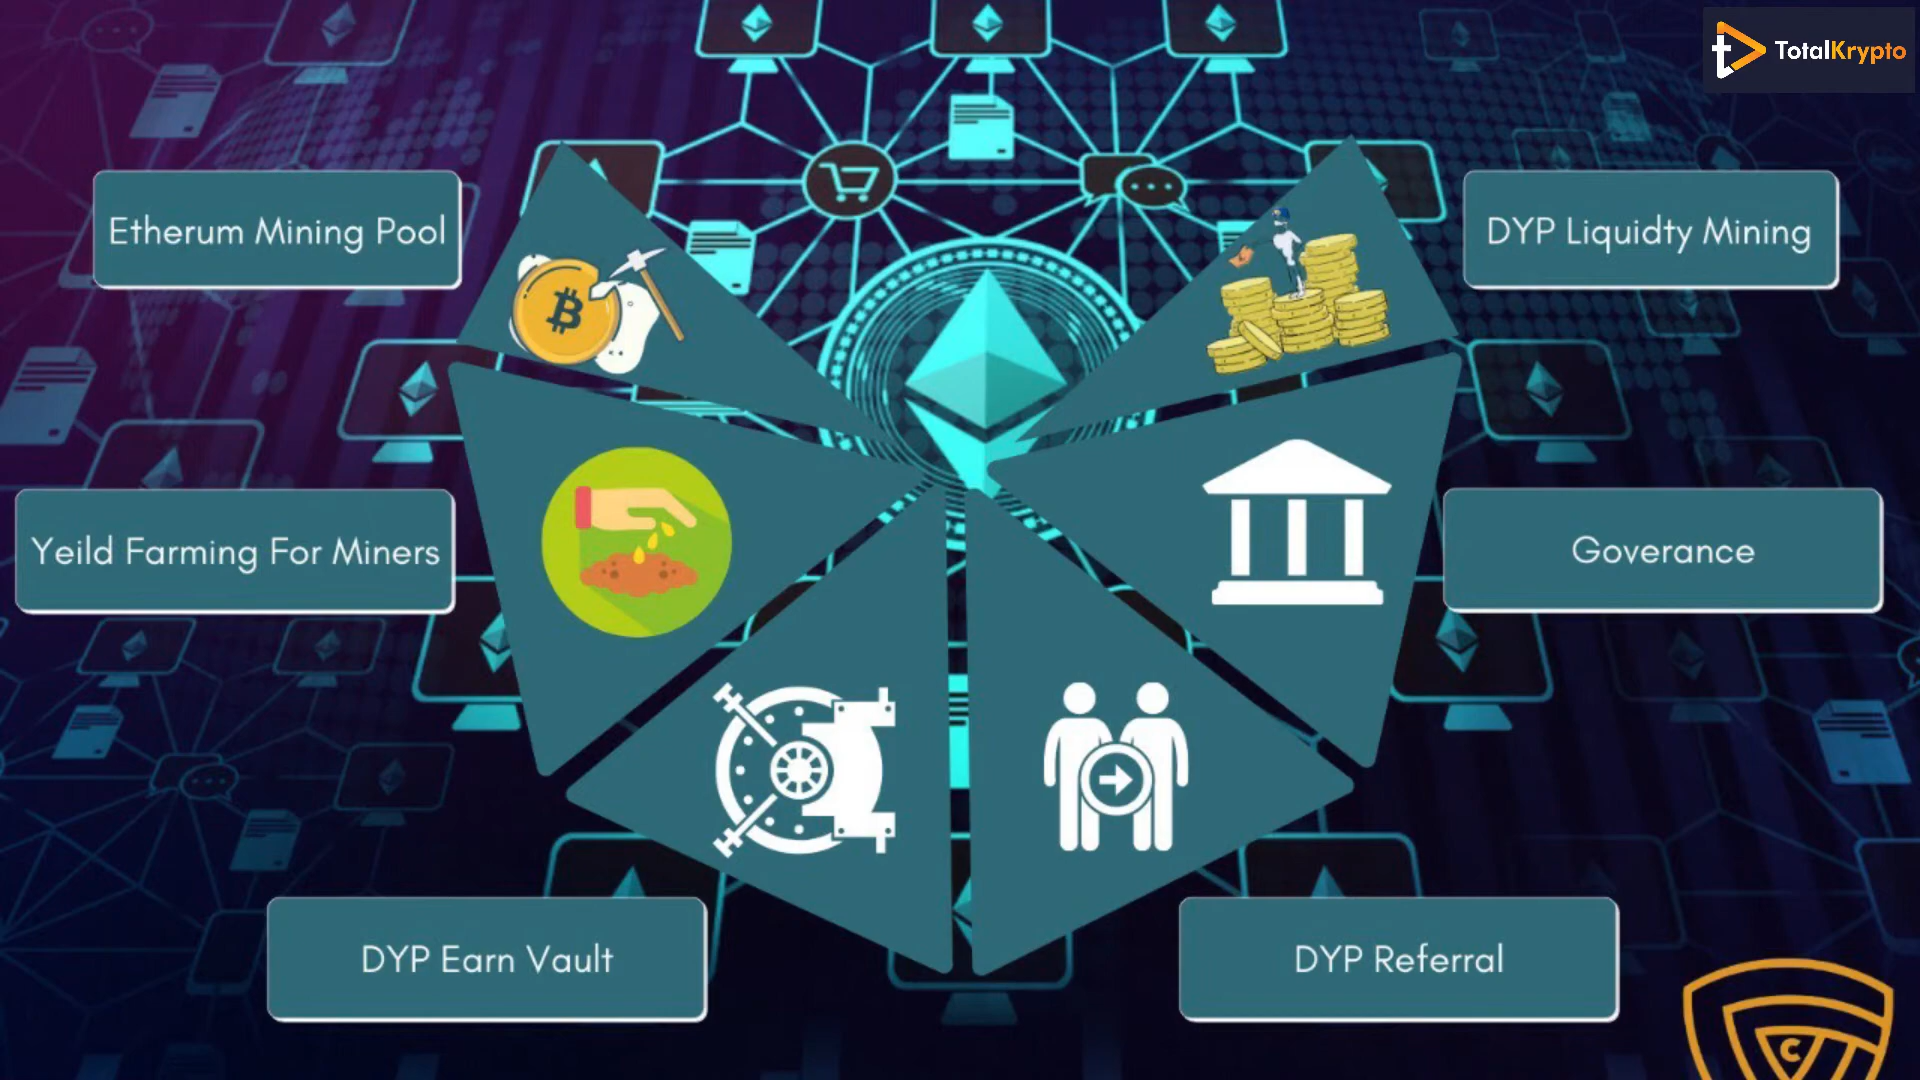 TotalKrypto
Etherum Mining Pool
DYP Liquidty Mining
Yeild Farming For Miners
Goverance
DYP Earn Vault
DYP Referral
C